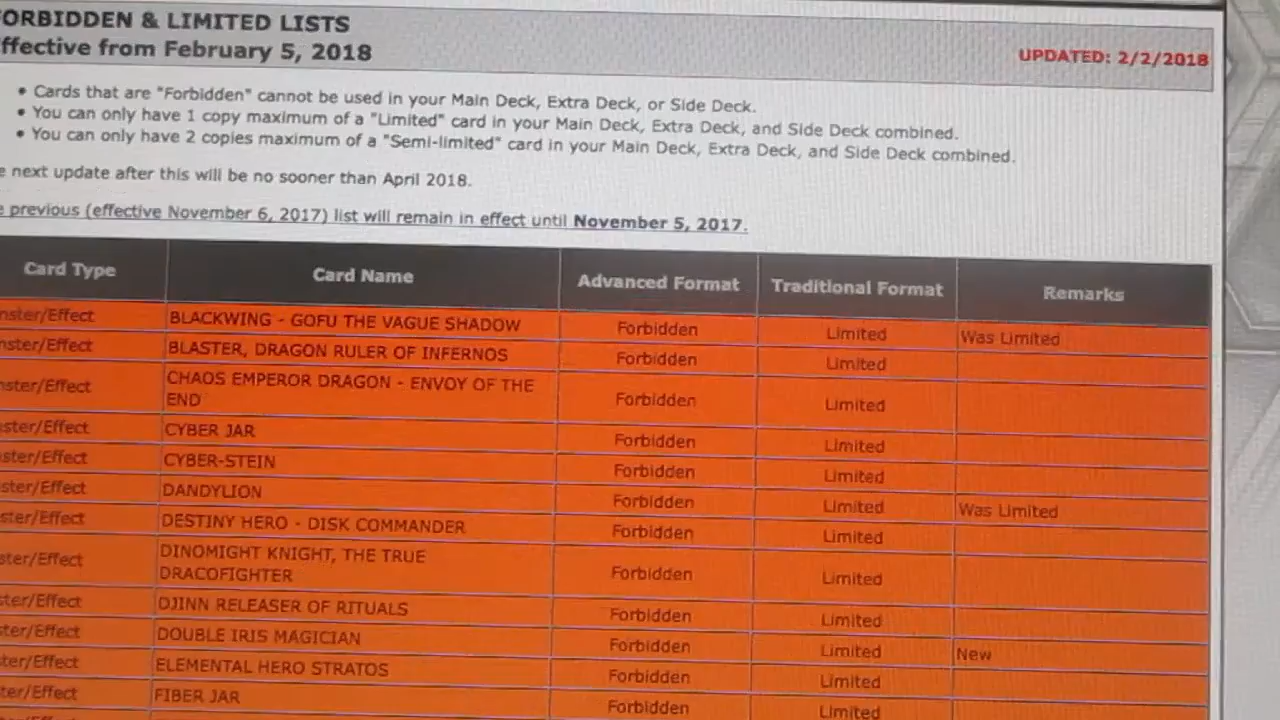 ORBIDDEN & LIMITED LISTS
ffective from February 5, 2018
UPDATED: 2/2/2018
• Cards that are "Forbidden" cannot be used in your Main Deck, Extra Deck, or Side Deck.
• You can only have 1 copy maximum of a "Limited" card in your Main Deck, Extra Deck, and Side Deck combined.
• You can only have 2 copies maximum of a "Semi-limited" card in your Main Deck, Extra Deck, and Side Deck combined.
e next update after this will be no sooner than April 2018.
e previous (effective November 6, 2017) list will remain in effect until November 5, 2017.
Card Type Card Name Advanced Format Traditional Format Remarks
nster/Effect BLACKWING - GOFU THE VAGUE SHADOW Forbidden Limited Was Limited
nster/Effect BLASTER, DRAGON RULER OF INFERNOS Forbidden Limited
nster/Effect CHAOS EMPEROR DRAGON - ENVOY OF THE
END Forbidden Limited
ster/Effect CYBER JAR Forbidden Limited
ster/Effect CYBER-STEIN Forbidden Limited
ster/Effect DANDYLION Forbidden Limited Was Limited
ster/Effect DESTINY HERO - DISK COMMANDER Forbidden Limited
ster/Effect DINOMIGHT KNIGHT, THE TRUE
DRACOFIGHTER Forbidden Limited
ster/Effect DJINN RELEASER OF RITUALS Forbidden Limited
ter/Effect DOUBLE IRIS MAGICIAN Forbidden Limited New
ter/Effect ELEMENTAL HERO STRATOS Forbidden Limited
ter/Effect FIBER JAR Forbidden Limited